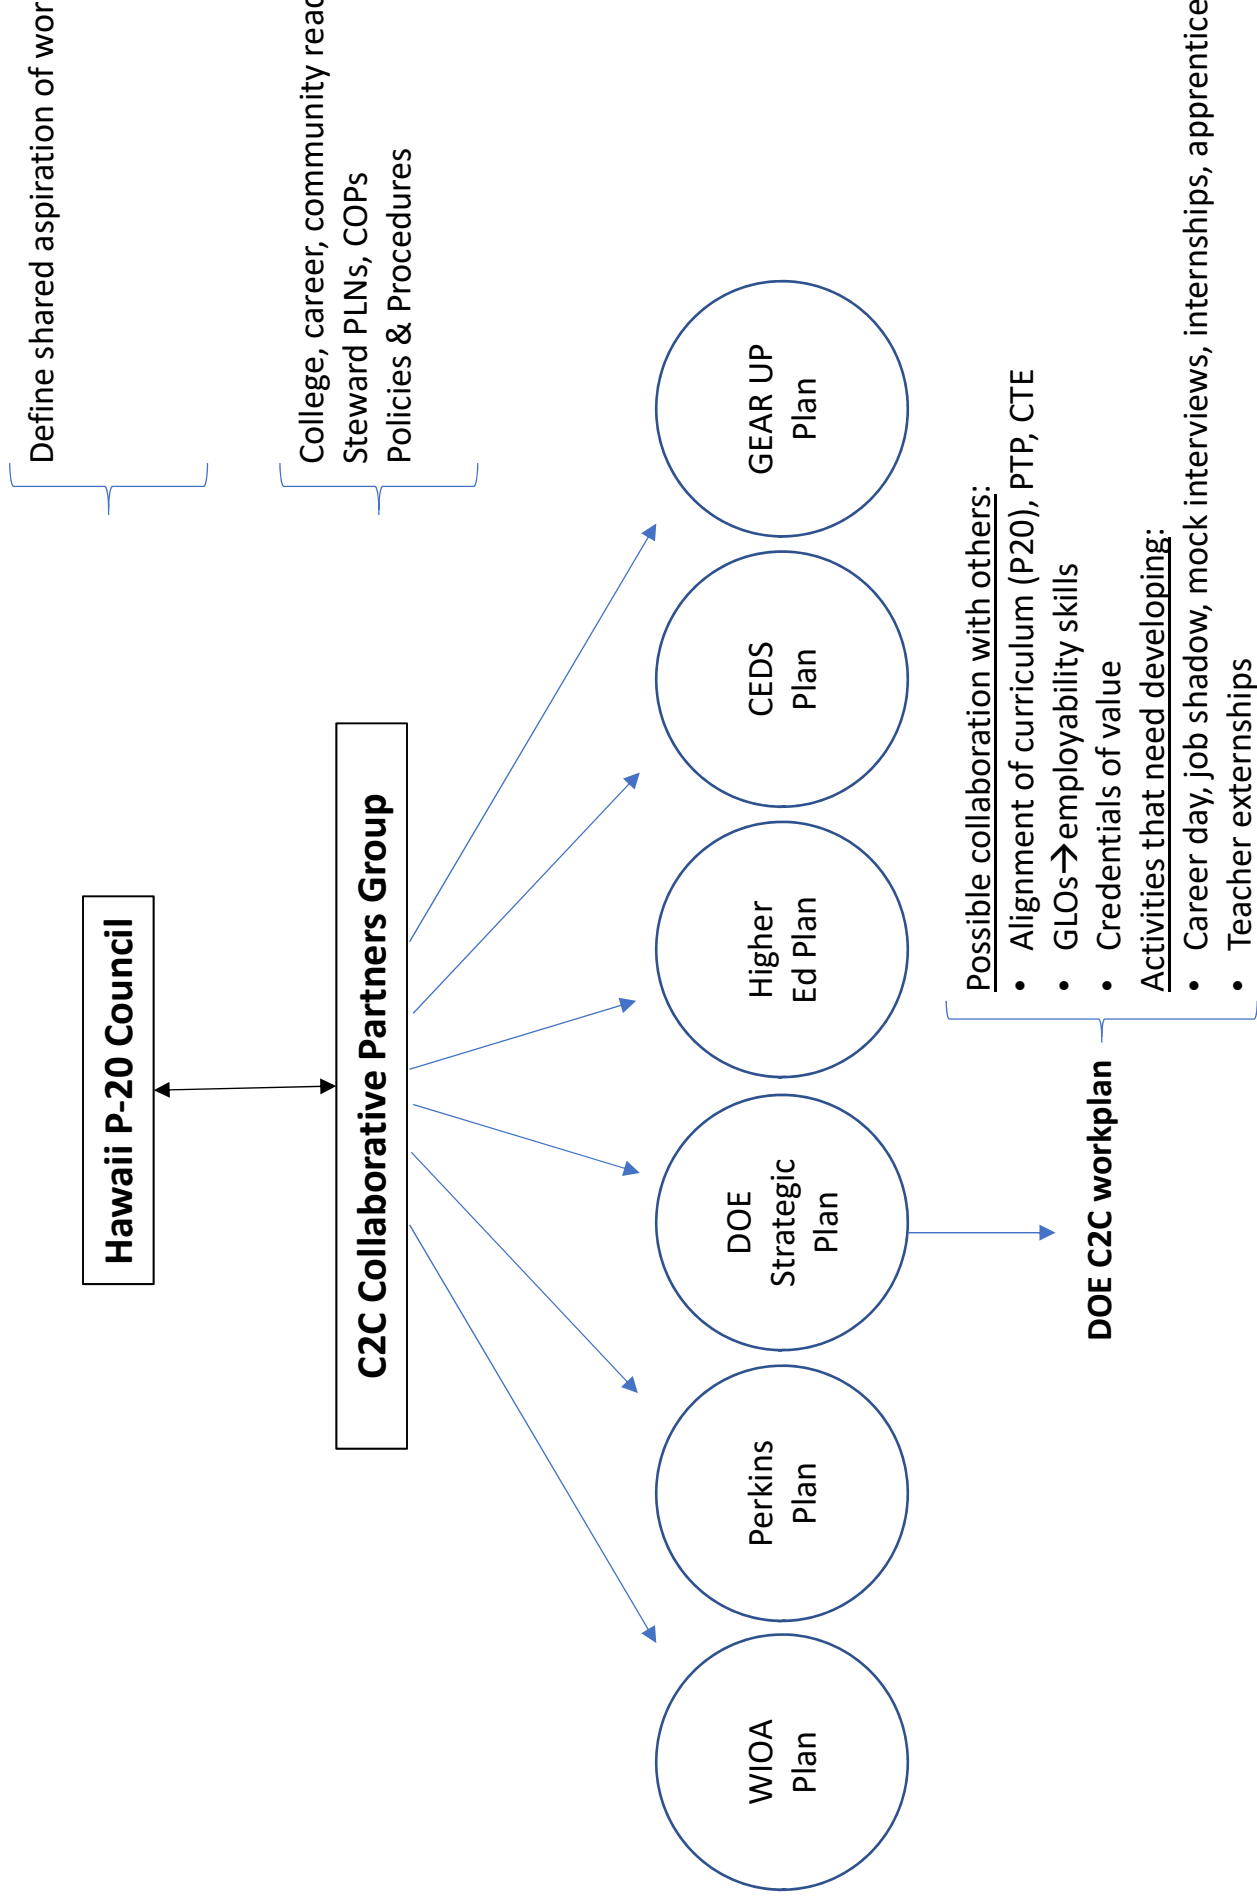 Hawaii P-20 Council
Define shared aspiration of
C2C Collaborative Partners Group
College, career, community
Steward PLNs, COPs
Policies & Procedures
WIOA
Plan
Perkins
Plan
DOE
Strategic
Plan
Higher
Ed Plan
CEDS
Plan
GEAR UP
Plan
DOE C2C workplan
Possible collaboration with others:
• Alignment of curriculum (P20), PTP, CTE
• GLOs→employability skills
• Credentials of value
Activities that need developing:
• Career day, job shadow, mock interviews, internships, apprentice
• Teacher externships